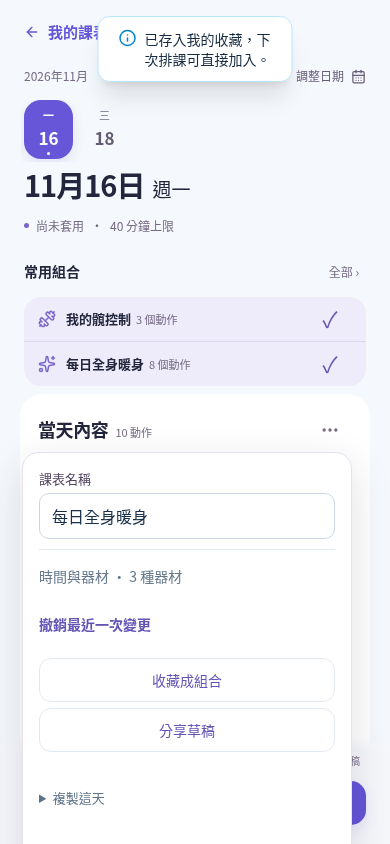 我的課
已存入我的收藏，下
次排課可直接加入。
2026年11月
調整日期
一
16
三
18
11月16日 週一
尚未套用 • 40 分鐘上限
常用組合
全部 ›
我的髖控制 3 個動作
每日全身暖身 8 個動作
當天內容 10 動作
課表名稱
每日全身暖身
時間與器材 • 3 種器材
撤銷最近一次變更
收藏成組合
分享草稿
稿
▶ 複製這天